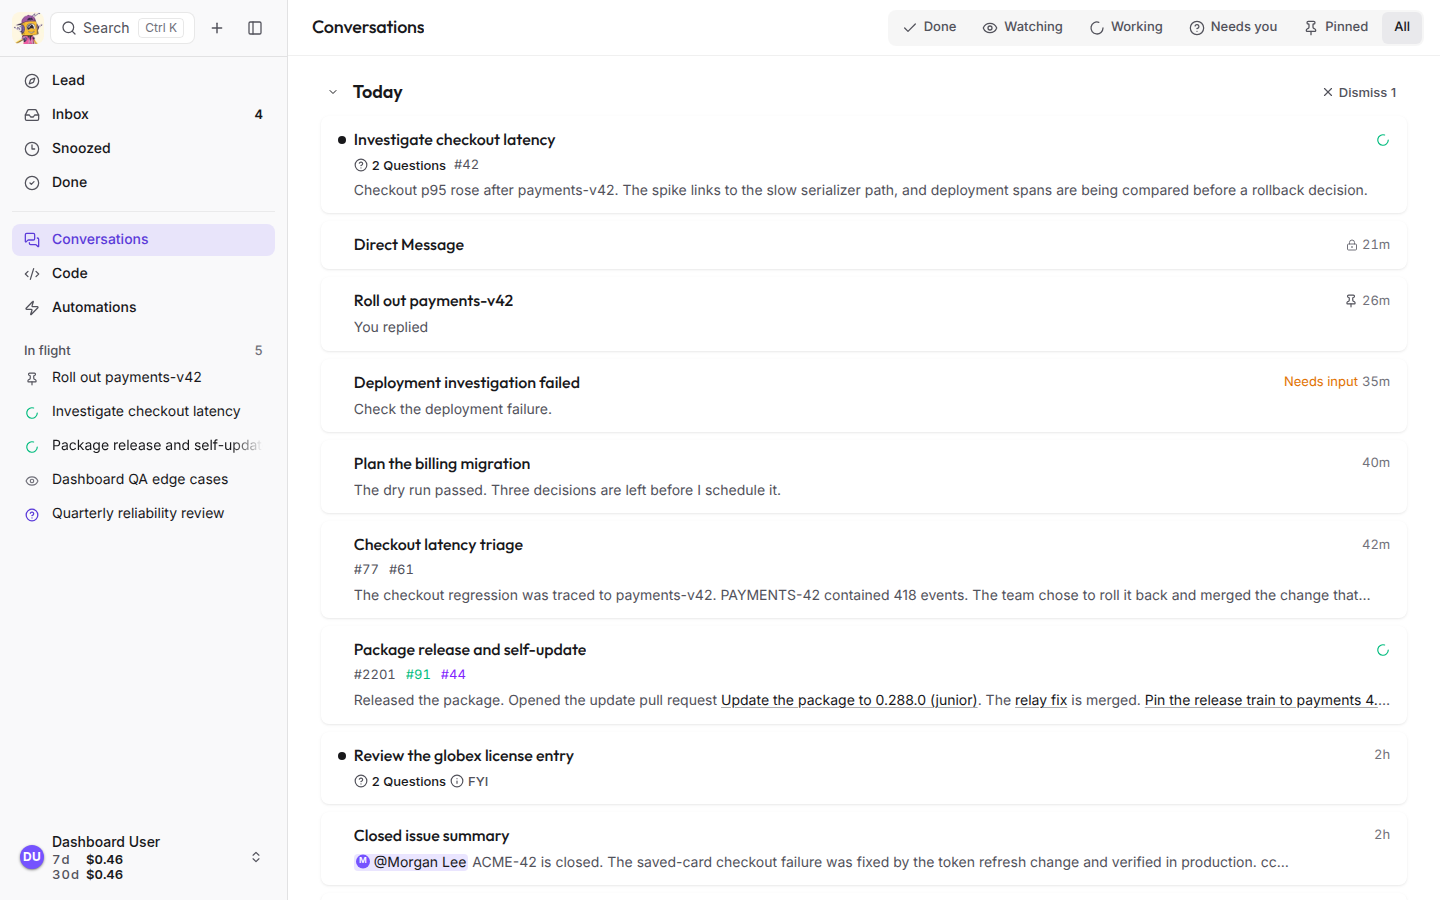 Search Ctrl K
Lead
Inbox 4
Snoozed
Done
Conversations
Code
Automations
In flight 5
Roll out payments-v42
Investigate checkout latency
Package release and self-updat
Dashboard QA edge cases
Quarterly reliability review
DU
Dashboard User
7d $0.46
30d $0.46
Conversations
Done Watching Working Needs you Pinned All
Today Dismiss 1
Investigate checkout latency
2 Questions #42
Checkout p95 rose after payments-v42. The spike links to the slow serializer path, and deployment spans are being compared before a rollback decision.
Direct Message 21m
Roll out payments-v42 26m
You replied
Deployment investigation failed Needs input 35m
Check the deployment failure.
Plan the billing migration 40m
The dry run passed. Three decisions are left before I schedule it.
Checkout latency triage 42m
#77 #61
The checkout regression was traced to payments-v42. PAYMENTS-42 contained 418 events. The team chose to roll it back and merged the change that...
Package release and self-update
#2201 #91 #44
Released the package. Opened the update pull request Update the package to 0.288.0 (junior). The relay fix is merged. Pin the release train to payments 4....
Review the globex license entry 2h
2 Questions FYI
Closed issue summary 2h
M @Morgan Lee ACME-42 is closed. The saved-card checkout failure was fixed by the token refresh change and verified in production. cc...